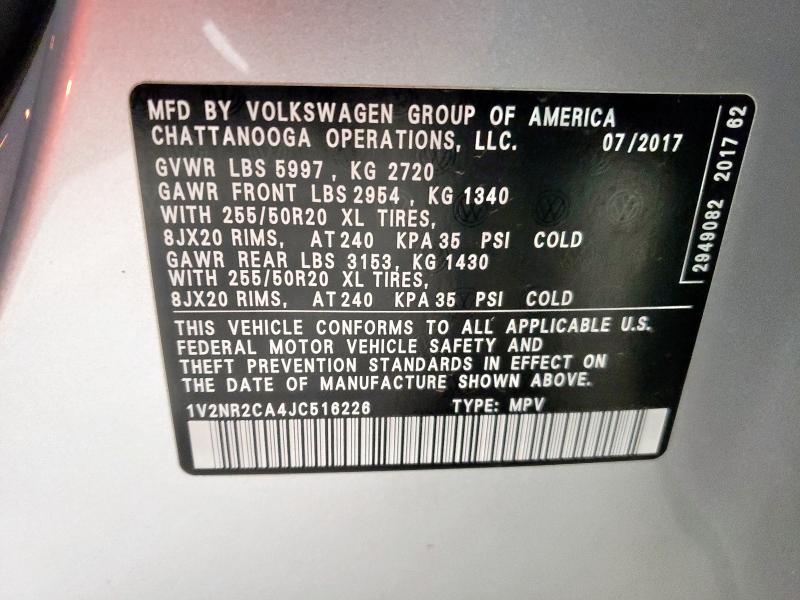 MFD BY VOLKSWAGEN GROUP OF AMERICA
CHATTANOOGA OPERATIONS, LLC. 07/2017
GVWR LBS 5997, KG 2720
GAWR FRONT LBS 2954, KG 1340
WITH 255/50R20 XL TIRES,
8JX20 RIMS, AT 240 KPA 35 PSI COLD
GAWR REAR LBS 3153, KG 1430
WITH 255/50R20 XL TIRES,
8JX20 RIMS, AT 240 KPA 35 PSI COLD
THIS VEHICLE CONFORMS TO ALL APPLICABLE U.S.
FEDERAL MOTOR VEHICLE SAFETY AND
THEFT PREVENTION STANDARDS IN EFFECT ON
THE DATE OF MANUFACTURE SHOWN ABOVE.
1V2NR2CA4JC516226 TYPE: MPV
2949082 2017 62